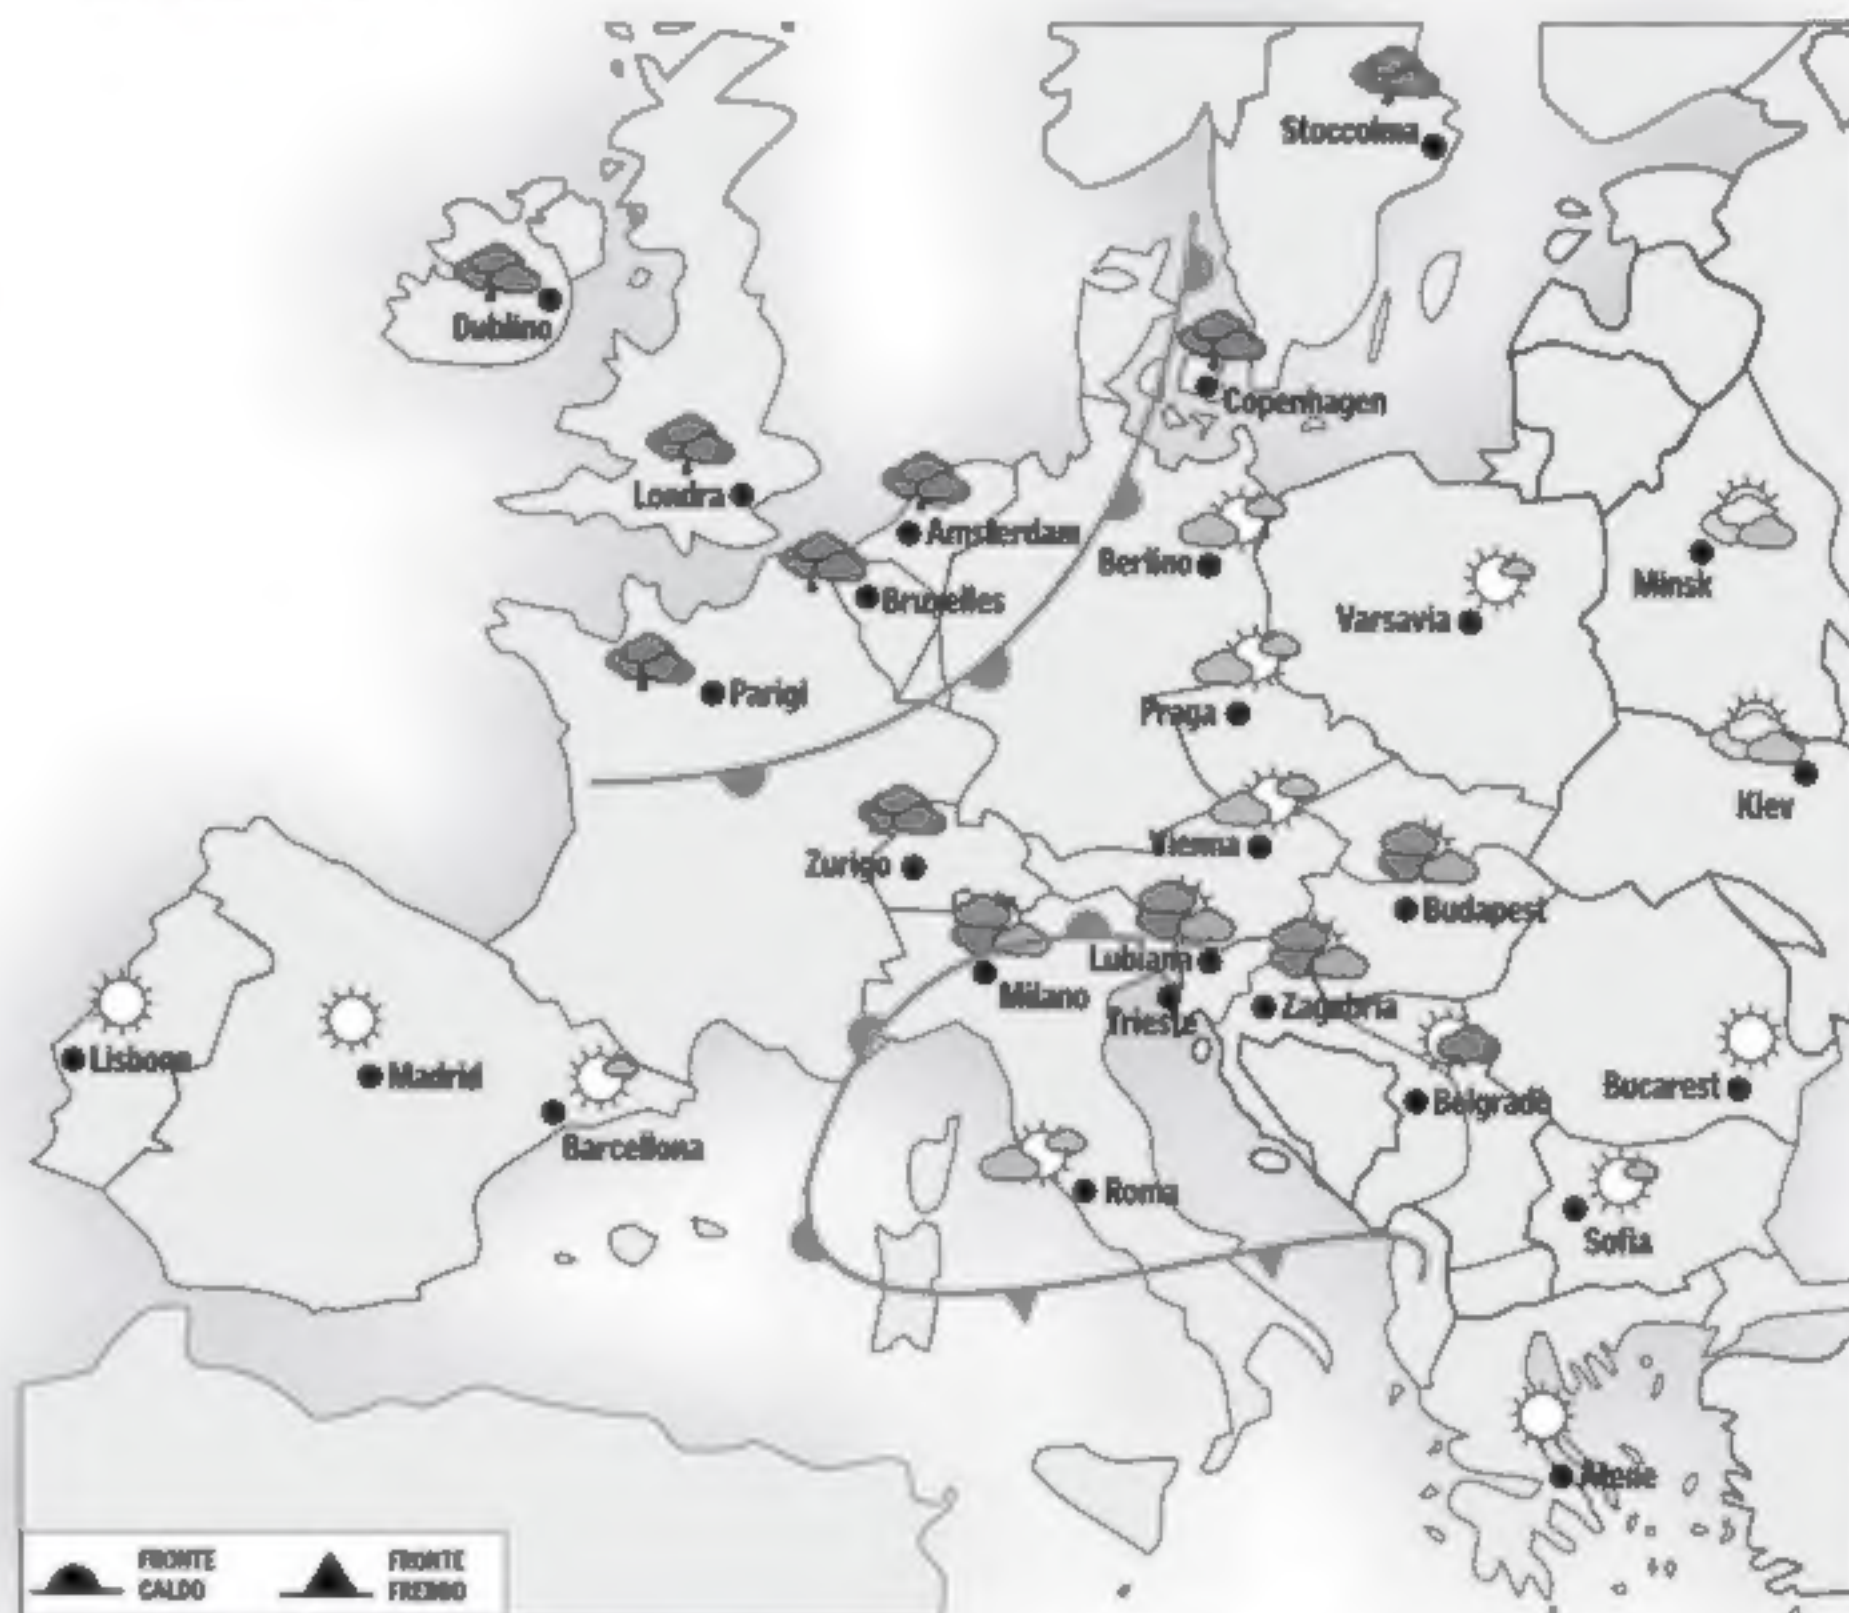 Stoccolma
Dublino
Copenhagen
Londra
Amsterdam
Berlino
Minsk
Bruxelles
Varsavia
Parigi
Praga
Kiev
Vienna
Zurigo
Budapest
Lubiana
Milano
Zagabria
Trieste
Lisbona
Madrid
Bucarest
Belgrade
Barcellona
Roma
Sofia
Atene
FRONTE
CALDO
FRONTE
FREDDO